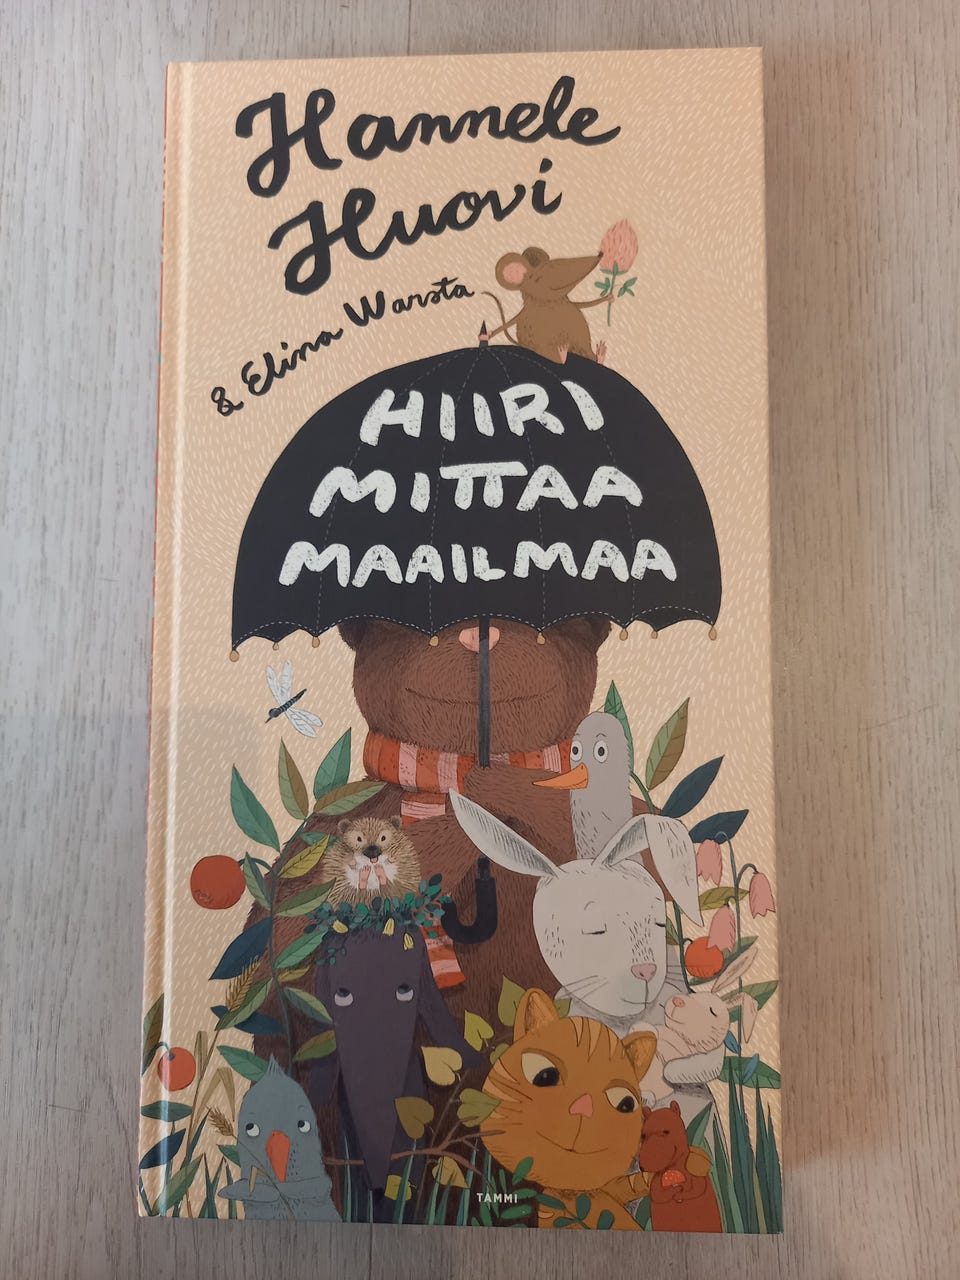 Hannele
Huovi
& Elina Warsta
HIIRI
MITTAA
MAAILMAA
TAMMI